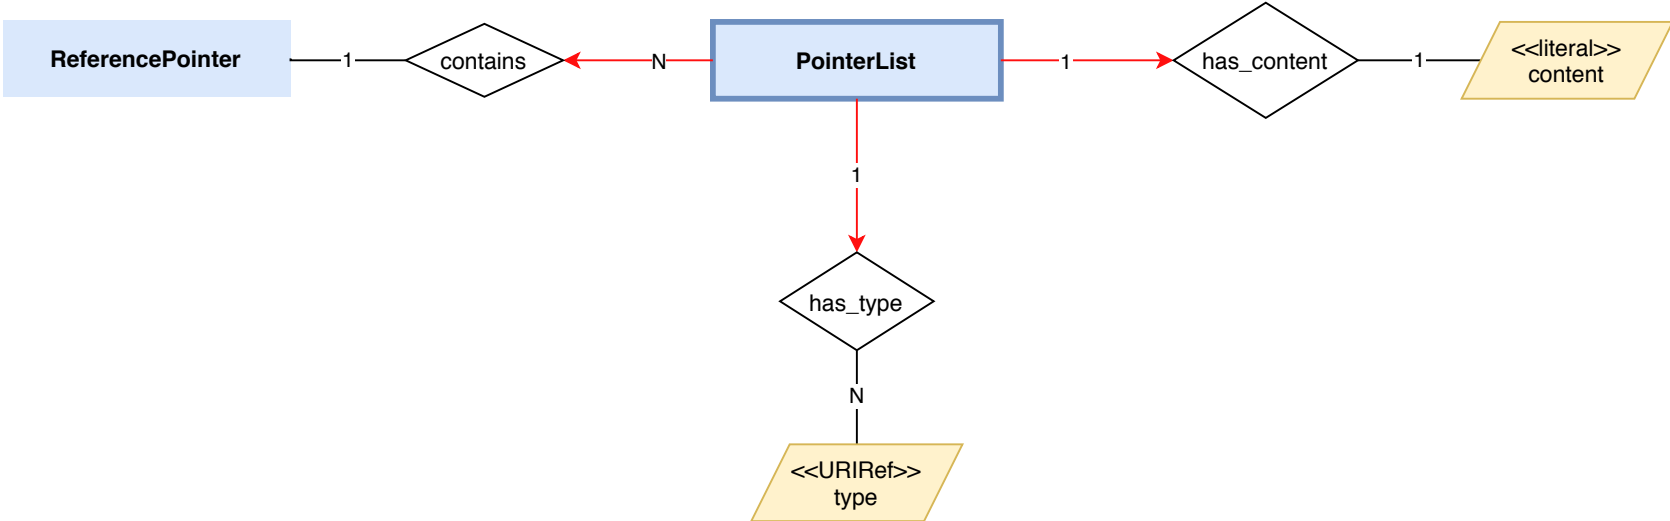 ReferencePointer
1
contains
N
PointerList
1
has_content
1
<<literal>>
content
1
has_type
N
<<URIRef>>
type